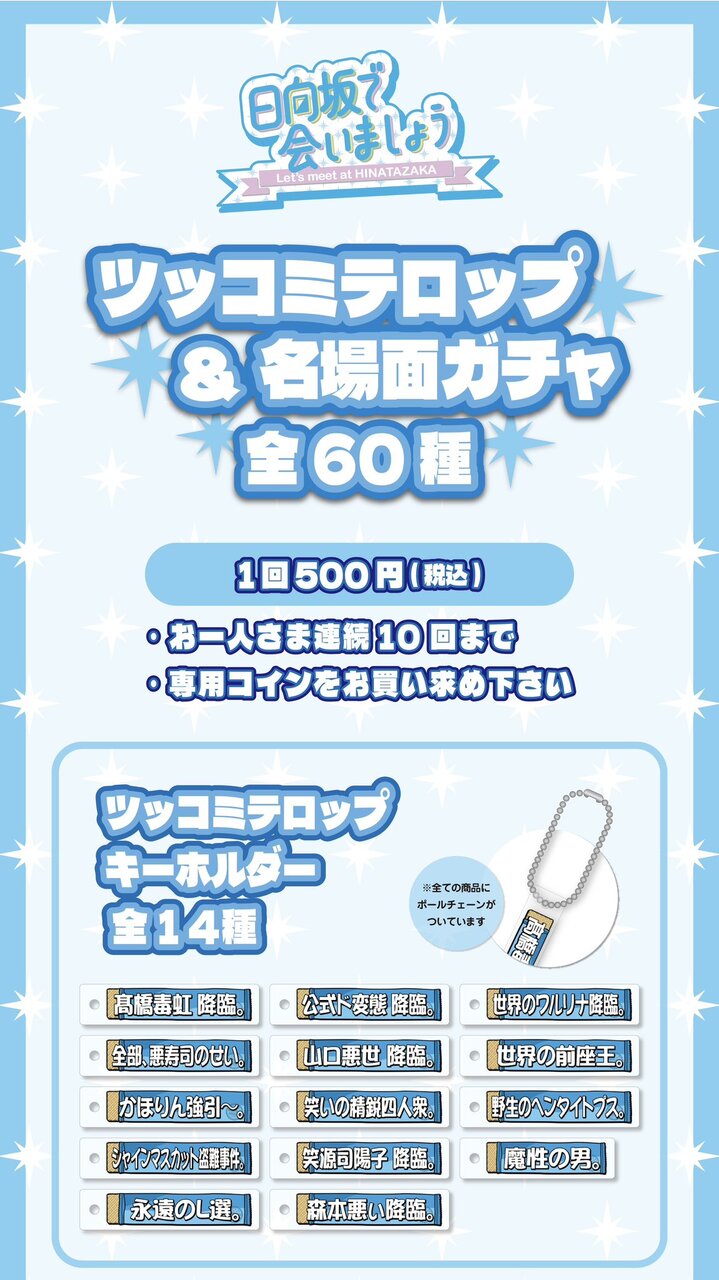 日向坂で
会いましょう
Let's meet at HINATAZAKA
ツッコミテロップ
& 名場面ガチャ
全60種
1回500円(税込)
・お一人さま連続10回まで
・専用コインをお買い求め下さい
ツッコミテロップ
キーホルダー
全14種
※全ての商品に
ボールチェーンが
ついています
髙橋毒虹 降臨。
公式ド変態 降臨。
世界のワルリナ降臨。
全部、悪寿司のせい。
山口悪世 降臨。
世界の前座王。
かほりん強引〜。
笑いの精鋭四人衆。
野生のヘンタイトプス。
シャインマスカット盗難事件。
笑源司陽子 降臨。
魔性の男。
永遠のL選。
森本悪ぃ降臨。